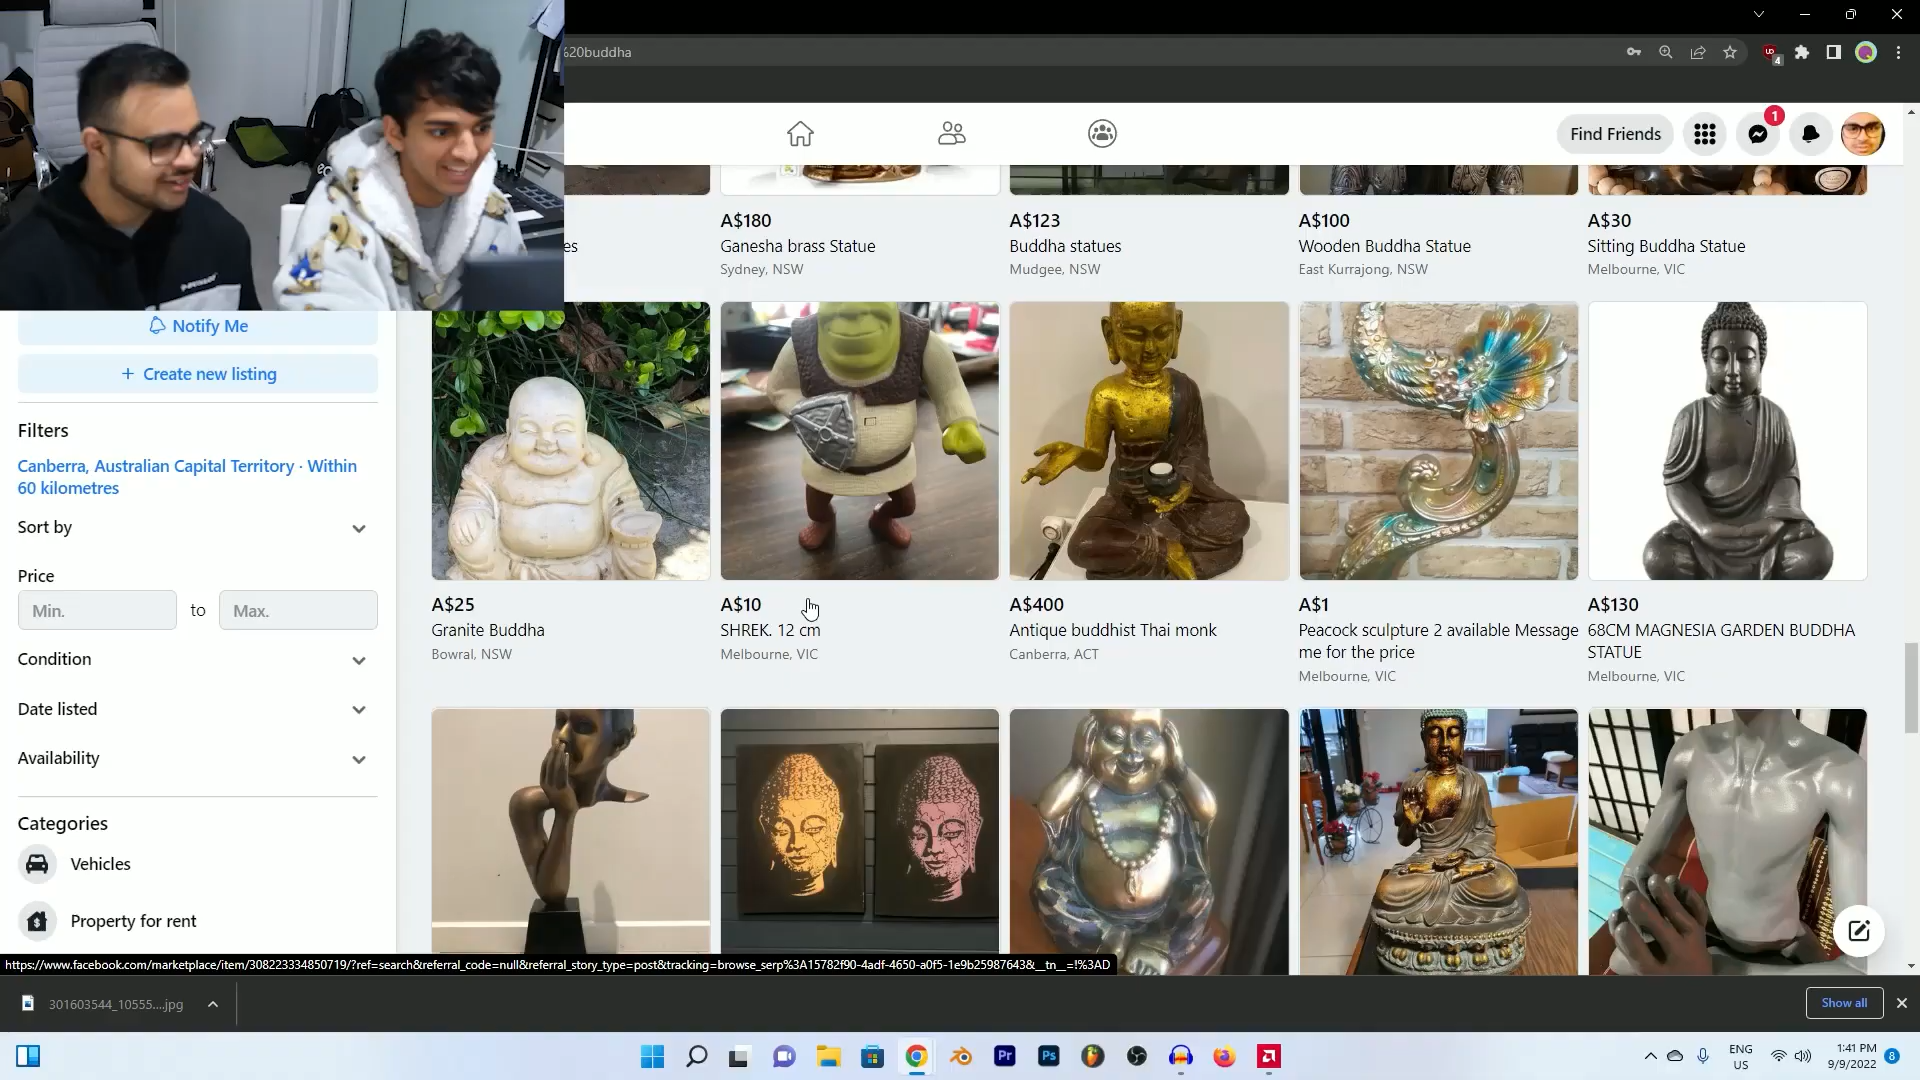 %20buddha
4
Find Friends
1
es
A$180
Ganesha brass Statue
Sydney, NSW
A$123
Buddha statues
Mudgee, NSW
A$100
Wooden Buddha Statue
East Kurrajong, NSW
A$30
Sitting Buddha Statue
Melbourne, VIC
Notify Me
+ Create new listing
Filters
Canberra, Australian Capital Territory · Within
60 kilometres
Sort by
Price
Min.
to
Max.
Condition
Date listed
Availability
Categories
Vehicles
Property for rent
A$25
Granite Buddha
Bowral, NSW
A$10
SHREK. 12 cm
Melbourne, VIC
A$400
Antique buddhist Thai monk
Canberra, ACT
A$1
Peacock sculpture 2 available Message
me for the price
Melbourne, VIC
A$130
68CM MAGNESIA GARDEN BUDDHA
STATUE
Melbourne, VIC
https://www.facebook.com/marketplace/item/308223334850719/?ref=search&referral_code=null&referral_story_type=post&tracking=browse_serp%3A15782f90-4adf-4650-a0f5-1e9b25987643&__tn__=!%3AD
301603544_10555....jpg
Show all
Pr
Ps
ENG
US
1:41 PM
9/9/2022
8